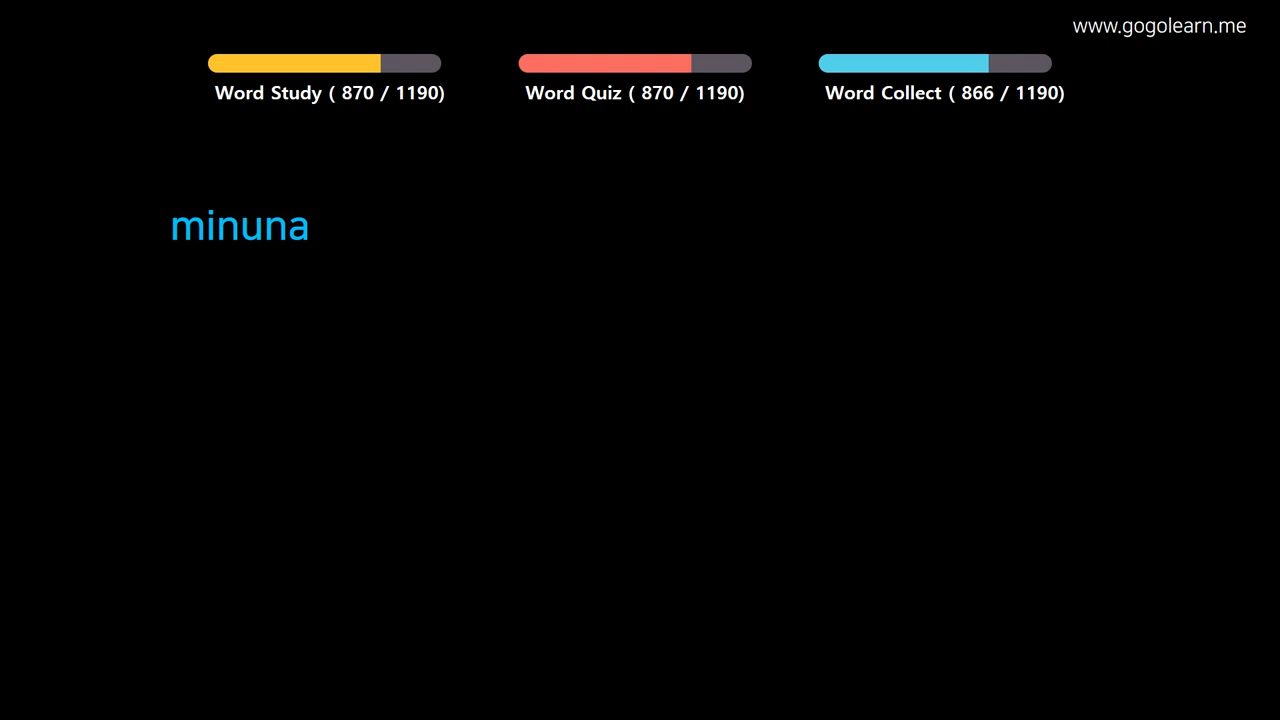 www.gogolearn.me
Word Study ( 870 / 1190)
Word Quiz ( 870 / 1190)
Word Collect ( 866 / 1190)
minuna